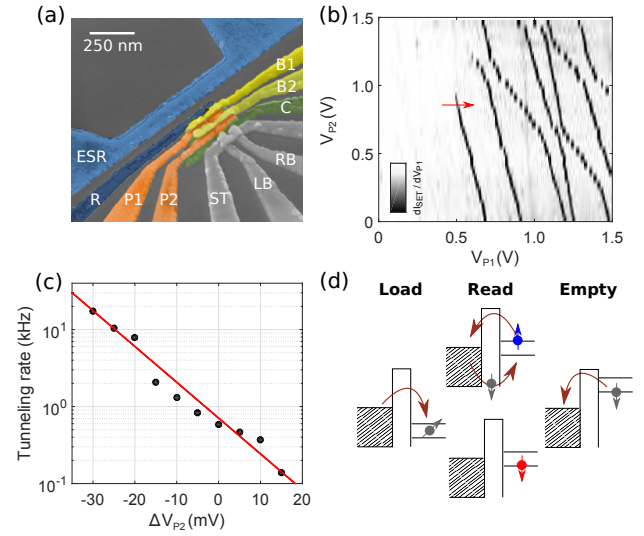 (a)
250 nm
B1
B2
C
ESR
RB
LB
R
P1
P2
ST
(b)
1.5
1.0
0.5
0
V_P2(V)
dI_SET / dV_P1
0 0.5 1.0 1.5
V_P1(V)
(c)
10^1
10^0
10^-1
Tunneling rate (kHz)
-30 -20 -10 0 10
ΔV_P2(mV)
(d)
Load Read Empty